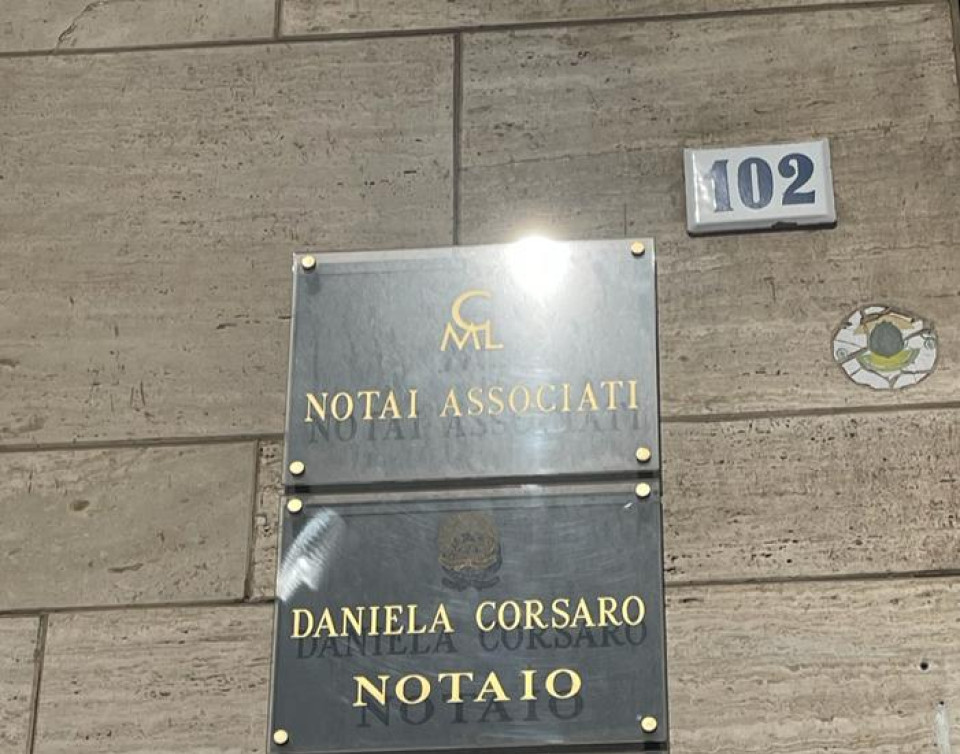 102
CML
NOTAI ASSOCIATI
DANIELA CORSARO
NOTAIO